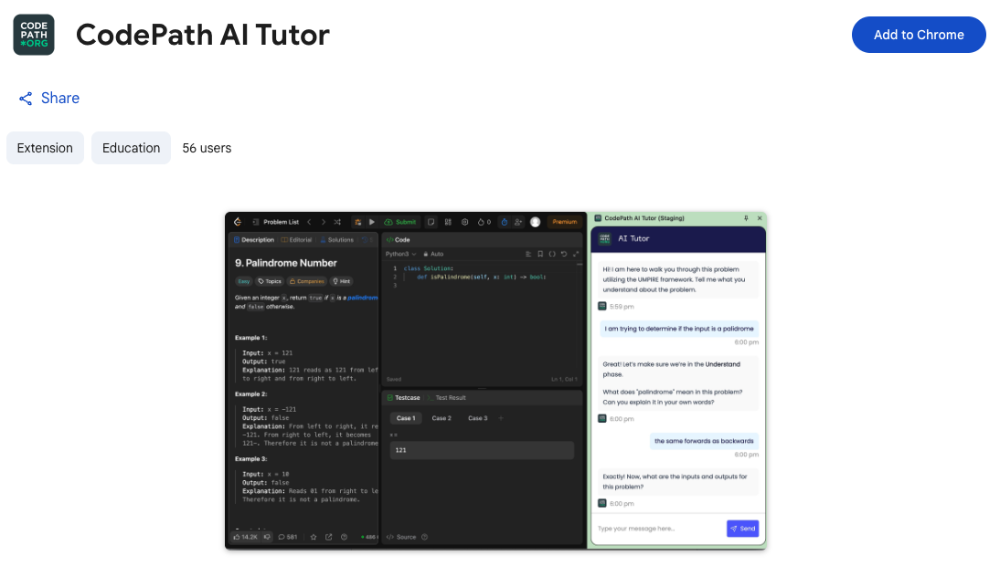 CODE
PATH
*ORG
CodePath AI Tutor
Add to Chrome
Share
Extension
Education
56 users
Problem List
Submit
0
Premium
Description
Editorial
Solutions
9. Palindrome Number
Easy
Topics
Companies
Hint
Given an integer x, return true if x is a palindrome
and false otherwise.
Example 1:
Input: x = 121
Output: true
Explanation: 121 reads as 121 from lef
to right and from right to left.
Example 2:
Input: x = -121
Output: false
Explanation: From left to right, it re
-121. From right to left, it becomes
121-. Therefore it is not a palindrome
Example 3:
Input: x = 10
Output: false
Explanation: Reads 01 from right to le
Therefore it is not a palindrome.
14.2K
581
Code
Python3
Auto
1 class Solution:
2 def isPalindrome(self, x: int) -> bool:
3
Saved
Ln 1, Col 1
Testcase
Test Result
Case 1
Case 2
Case 3
+
x =
121
Source
CodePath AI Tutor (Staging)
AI Tutor
Hi! I am here to walk you through this problem
utilizing the UMPIRE framework. Tell me what you
understand about the problem.
5:59 pm
I am trying to determine if the input is a palidrome
6:00 pm
Great! Let's make sure we're in the Understand
phase.
What does "palindrome" mean in this problem?
Can you explain it in your own words?
6:00 pm
the same forwards as backwards
6:00 pm
Exactly! Now, what are the inputs and outputs for
this problem?
6:00 pm
Type your message here...
Send